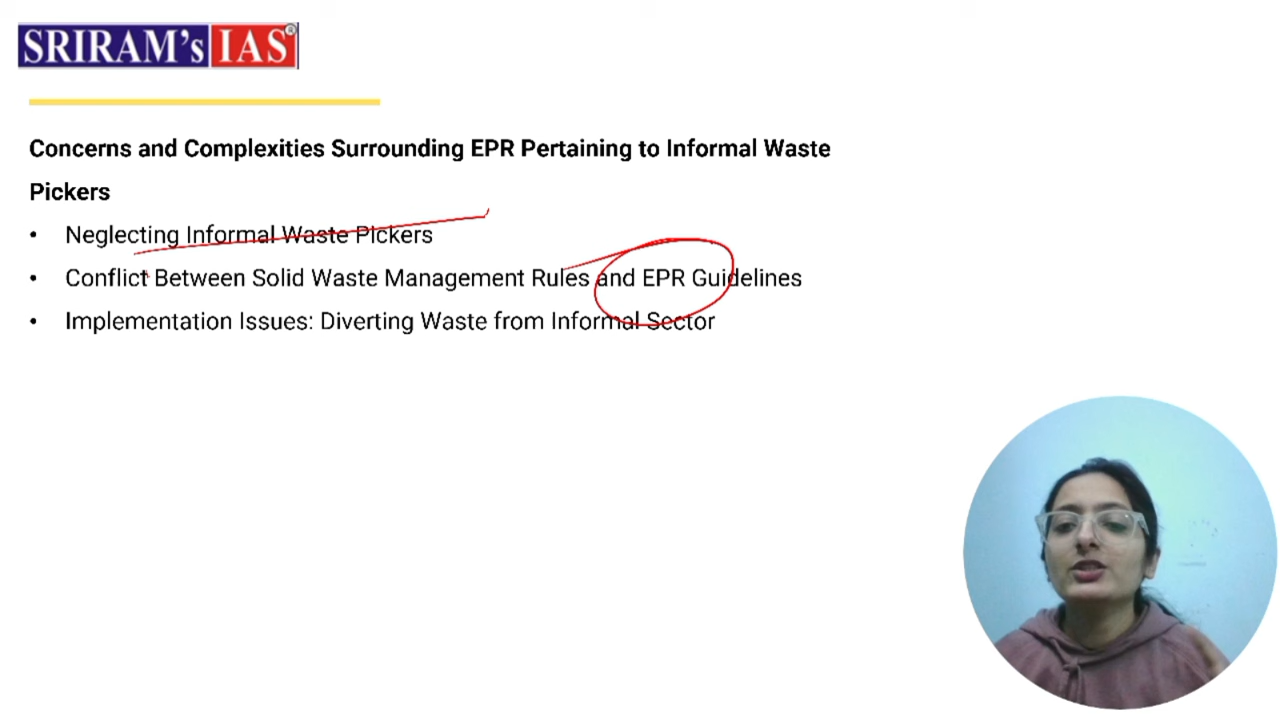 SRIRAM's IAS®
Concerns and Complexities Surrounding EPR Pertaining to Informal Waste
Pickers
• Neglecting Informal Waste Pickers
• Conflict Between Solid Waste Management Rules and EPR Guidelines
• Implementation Issues: Diverting Waste from Informal Sector